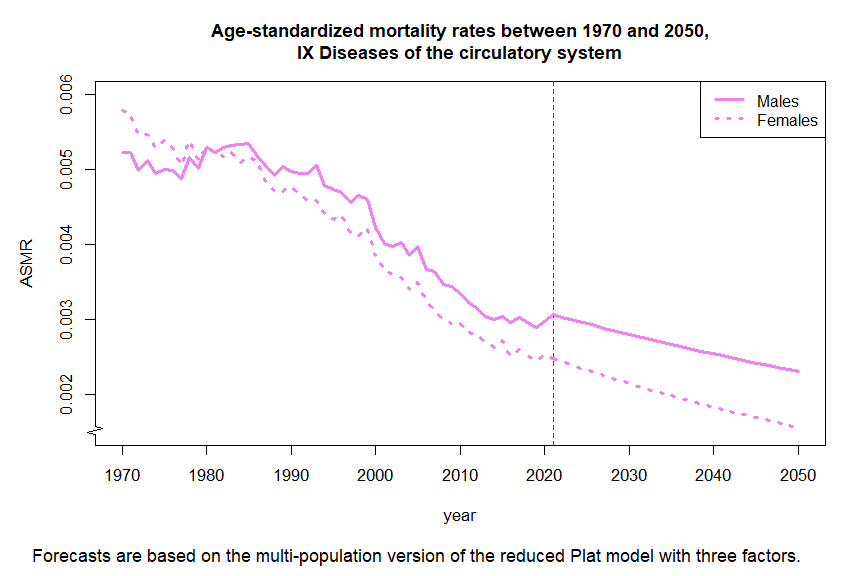 Age-standardized mortality rates between 1970 and 2050,
IX Diseases of the circulatory system
Males
Females
0.006
0.005
0.004
0.003
0.002
ASMR
1970 1980 1990 2000 2010 2020 2030 2040 2050
year
Forecasts are based on the multi-population version of the reduced Plat model with three factors.